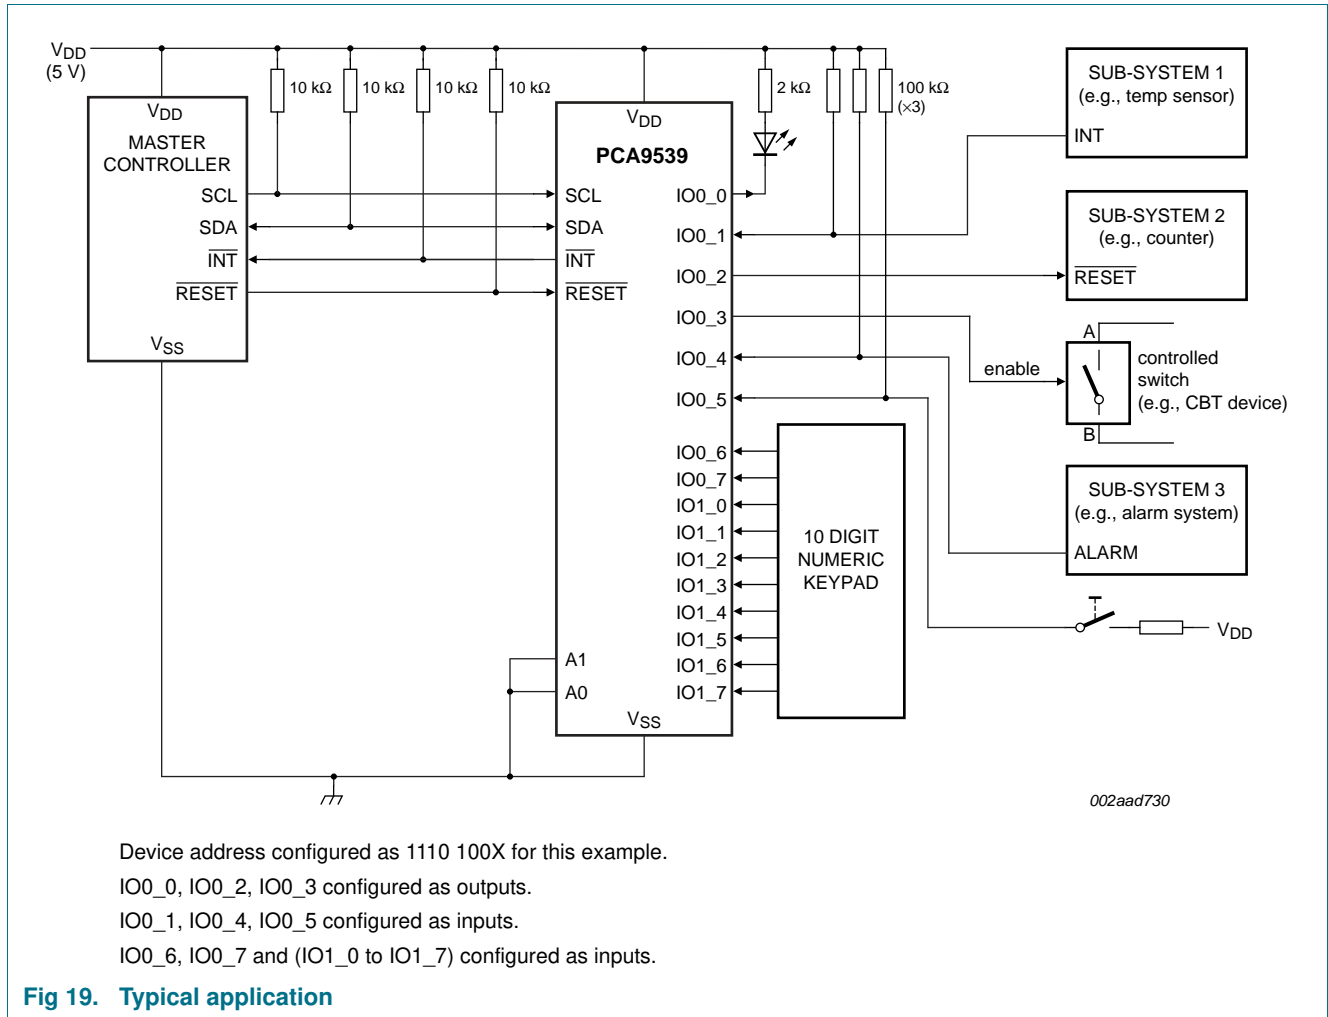 VDD
(5 V)
10 kΩ
10 kΩ
10 kΩ
10 kΩ
2 kΩ
100 kΩ
(×3)
VDD
MASTER
CONTROLLER
SCL
SDA
INT
RESET
VSS
VDD
PCA9539
SCL
SDA
INT
RESET
A1
A0
VSS
IO0_0
IO0_1
IO0_2
IO0_3
IO0_4
IO0_5
IO0_6
IO0_7
IO1_0
IO1_1
IO1_2
IO1_3
IO1_4
IO1_5
IO1_6
IO1_7
10 DIGIT
NUMERIC
KEYPAD
SUB-SYSTEM 1
(e.g., temp sensor)
INT
SUB-SYSTEM 2
(e.g., counter)
RESET
A
enable
controlled
switch
(e.g., CBT device)
B
SUB-SYSTEM 3
(e.g., alarm system)
ALARM
VDD
002aad730
Device address configured as 1110 100X for this example.
IO0_0, IO0_2, IO0_3 configured as outputs.
IO0_1, IO0_4, IO0_5 configured as inputs.
IO0_6, IO0_7 and (IO1_0 to IO1_7) configured as inputs.
Fig 19. Typical application